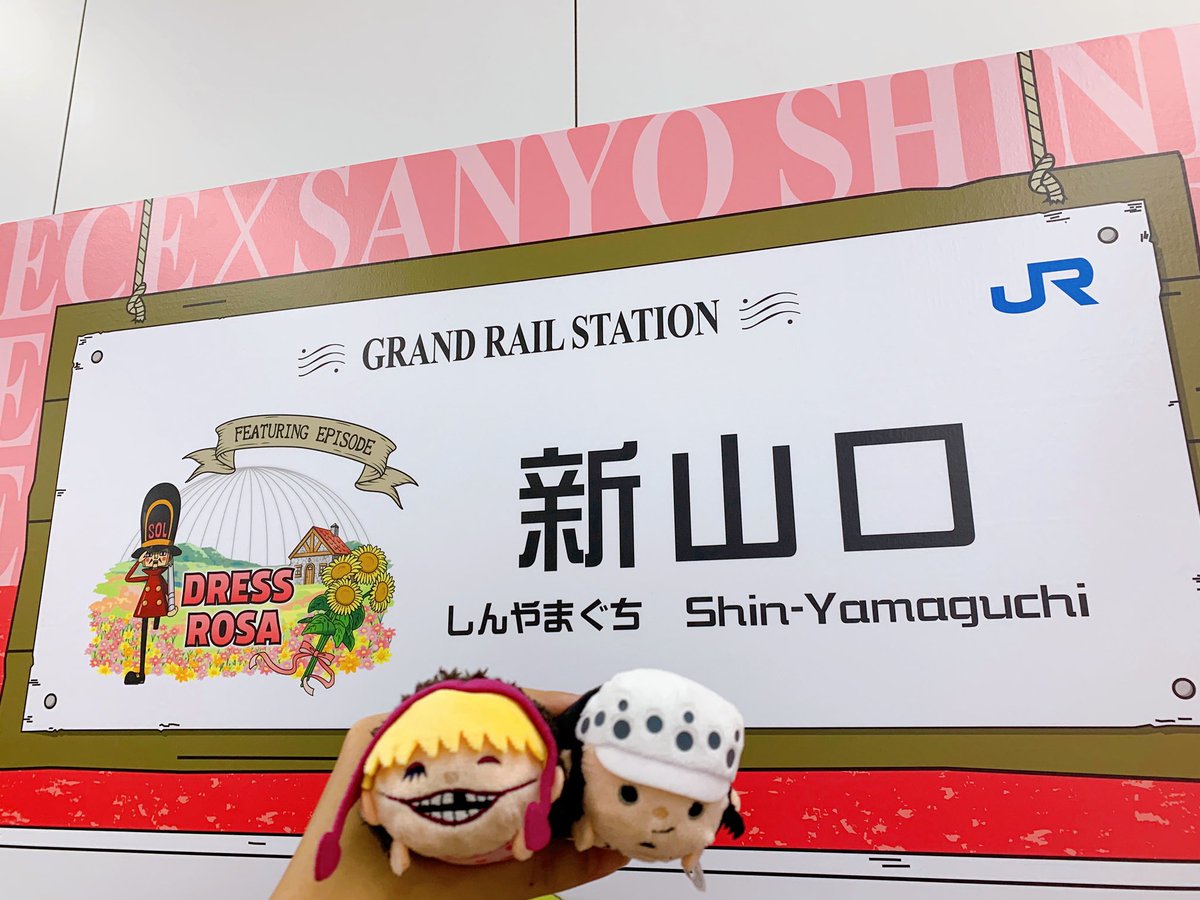 ECE×SANYO SHIN
JR
GRAND RAIL STATION
FEATURING EPISODE
SOL
DRESS
ROSA
新山口
しんやまぐち Shin-Yamaguchi